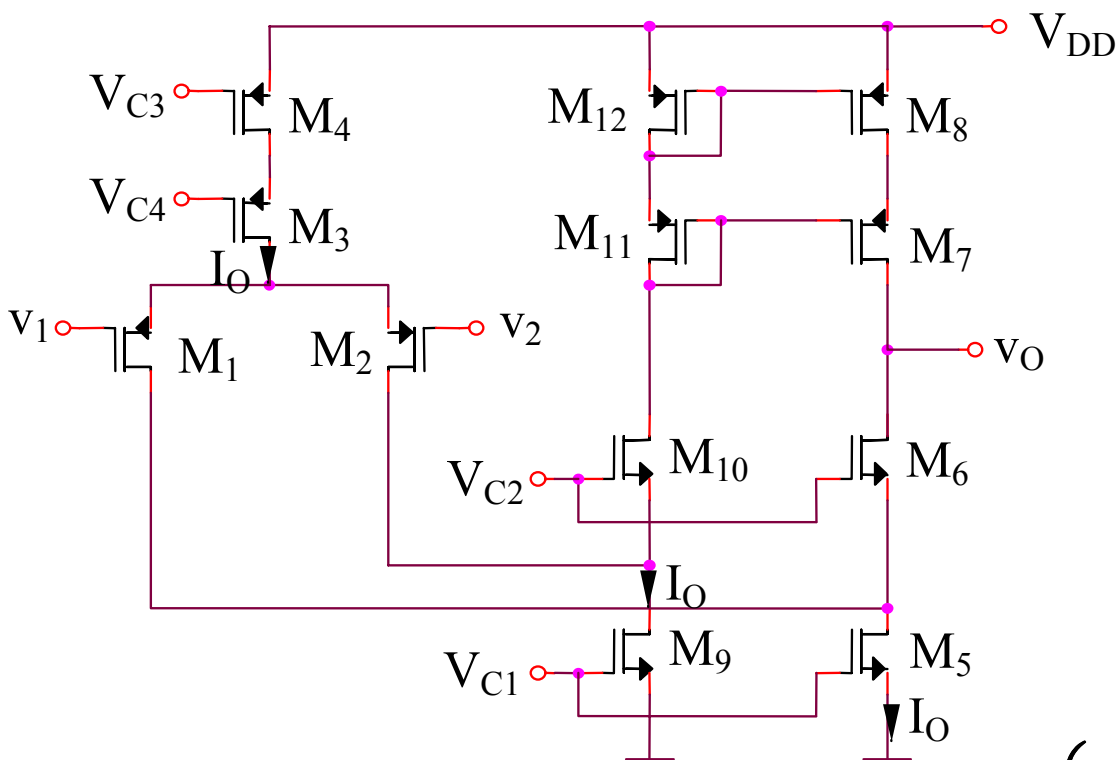 V_DD
V_C3
M_4
M_12
M_8
V_C4
M_3
M_11
M_7
I_O
v_1
M_1
M_2
v_2
v_O
V_C2
M_10
M_6
I_O
V_C1
M_9
M_5
I_O